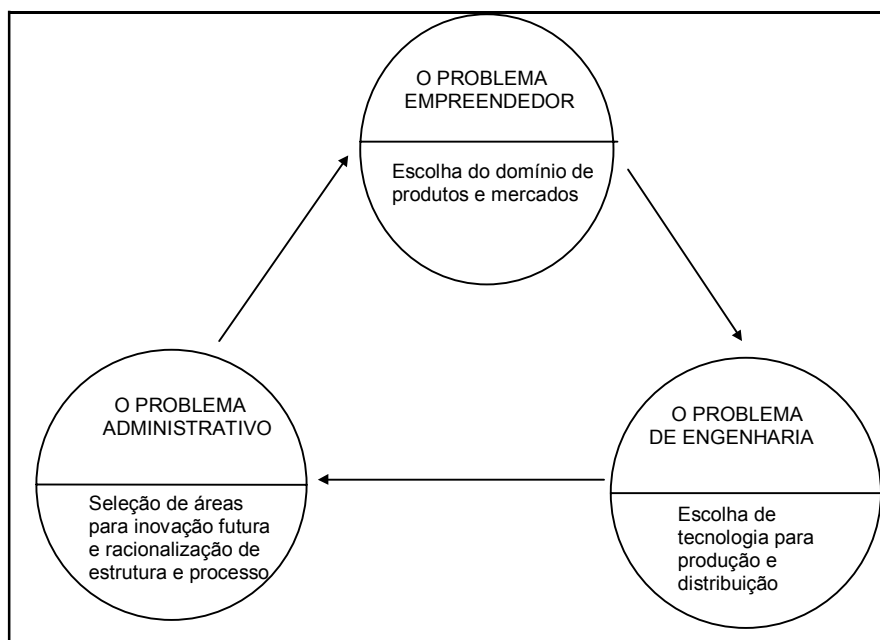 O PROBLEMA
EMPREENDEDOR
Escolha do domínio de
produtos e mercados
O PROBLEMA
ADMINISTRATIVO
Seleção de áreas
para inovação futura
e racionalização de
estrutura e processo
O PROBLEMA
DE ENGENHARIA
Escolha de
tecnologia para
produção e
distribuição